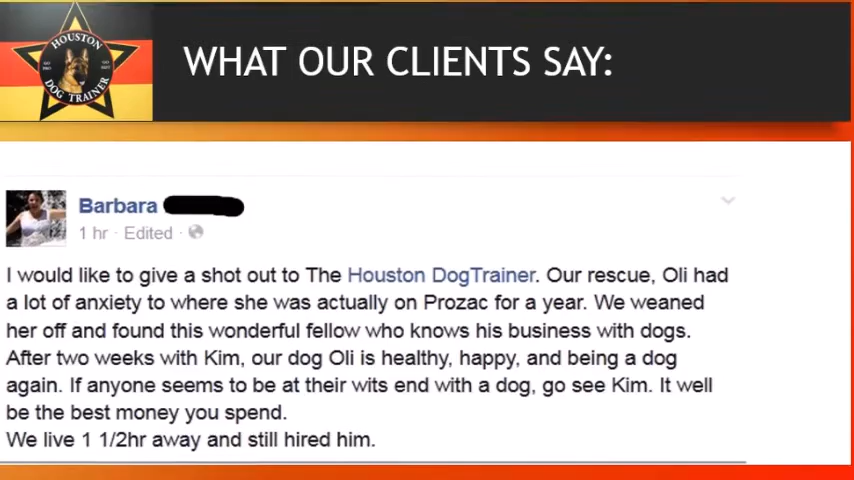 HOUSTON
DOG TRAINER
WHAT OUR CLIENTS SAY:
Barbara
1 hr · Edited ·
I would like to give a shot out to The Houston DogTrainer. Our rescue, Oli had
a lot of anxiety to where she was actually on Prozac for a year. We weaned
her off and found this wonderful fellow who knows his business with dogs.
After two weeks with Kim, our dog Oli is healthy, happy, and being a dog
again. If anyone seems to be at their wits end with a dog, go see Kim. It well
be the best money you spend.
We live 1 1/2hr away and still hired him.